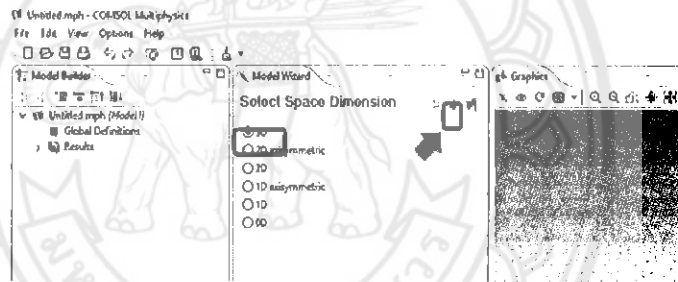 Untitled.mph - COMSOL Multiphysics
File Edit View Options Help
Model Builder
Model Wizard
Graphics
Untitled.mph (Model 1)
Global Definitions
Results
Select Space Dimension
3D
2D axisymmetric
2D
1D axisymmetric
1D
0D